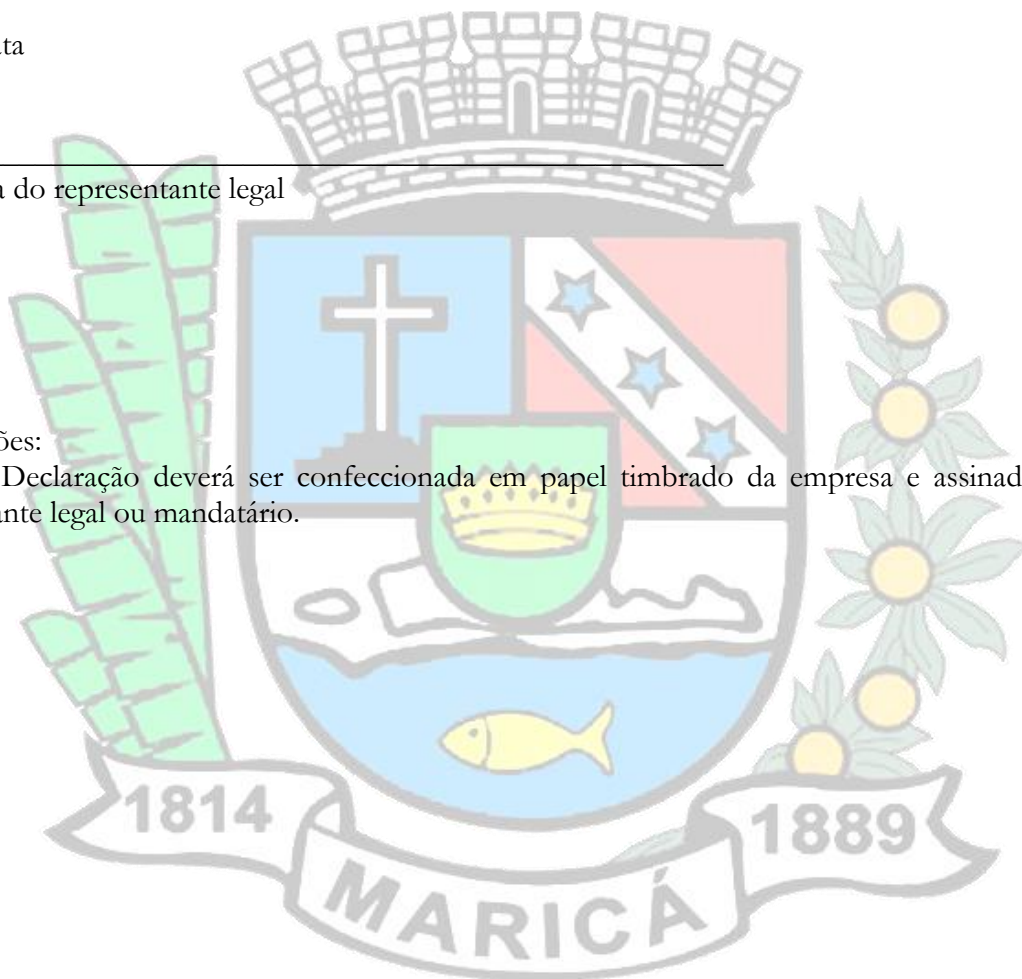 ta
a do representante legal
ões:
Declaração deverá ser confeccionada em papel timbrado da empresa e assinad
ante legal ou mandatário.
1814
1889
MARICÁ